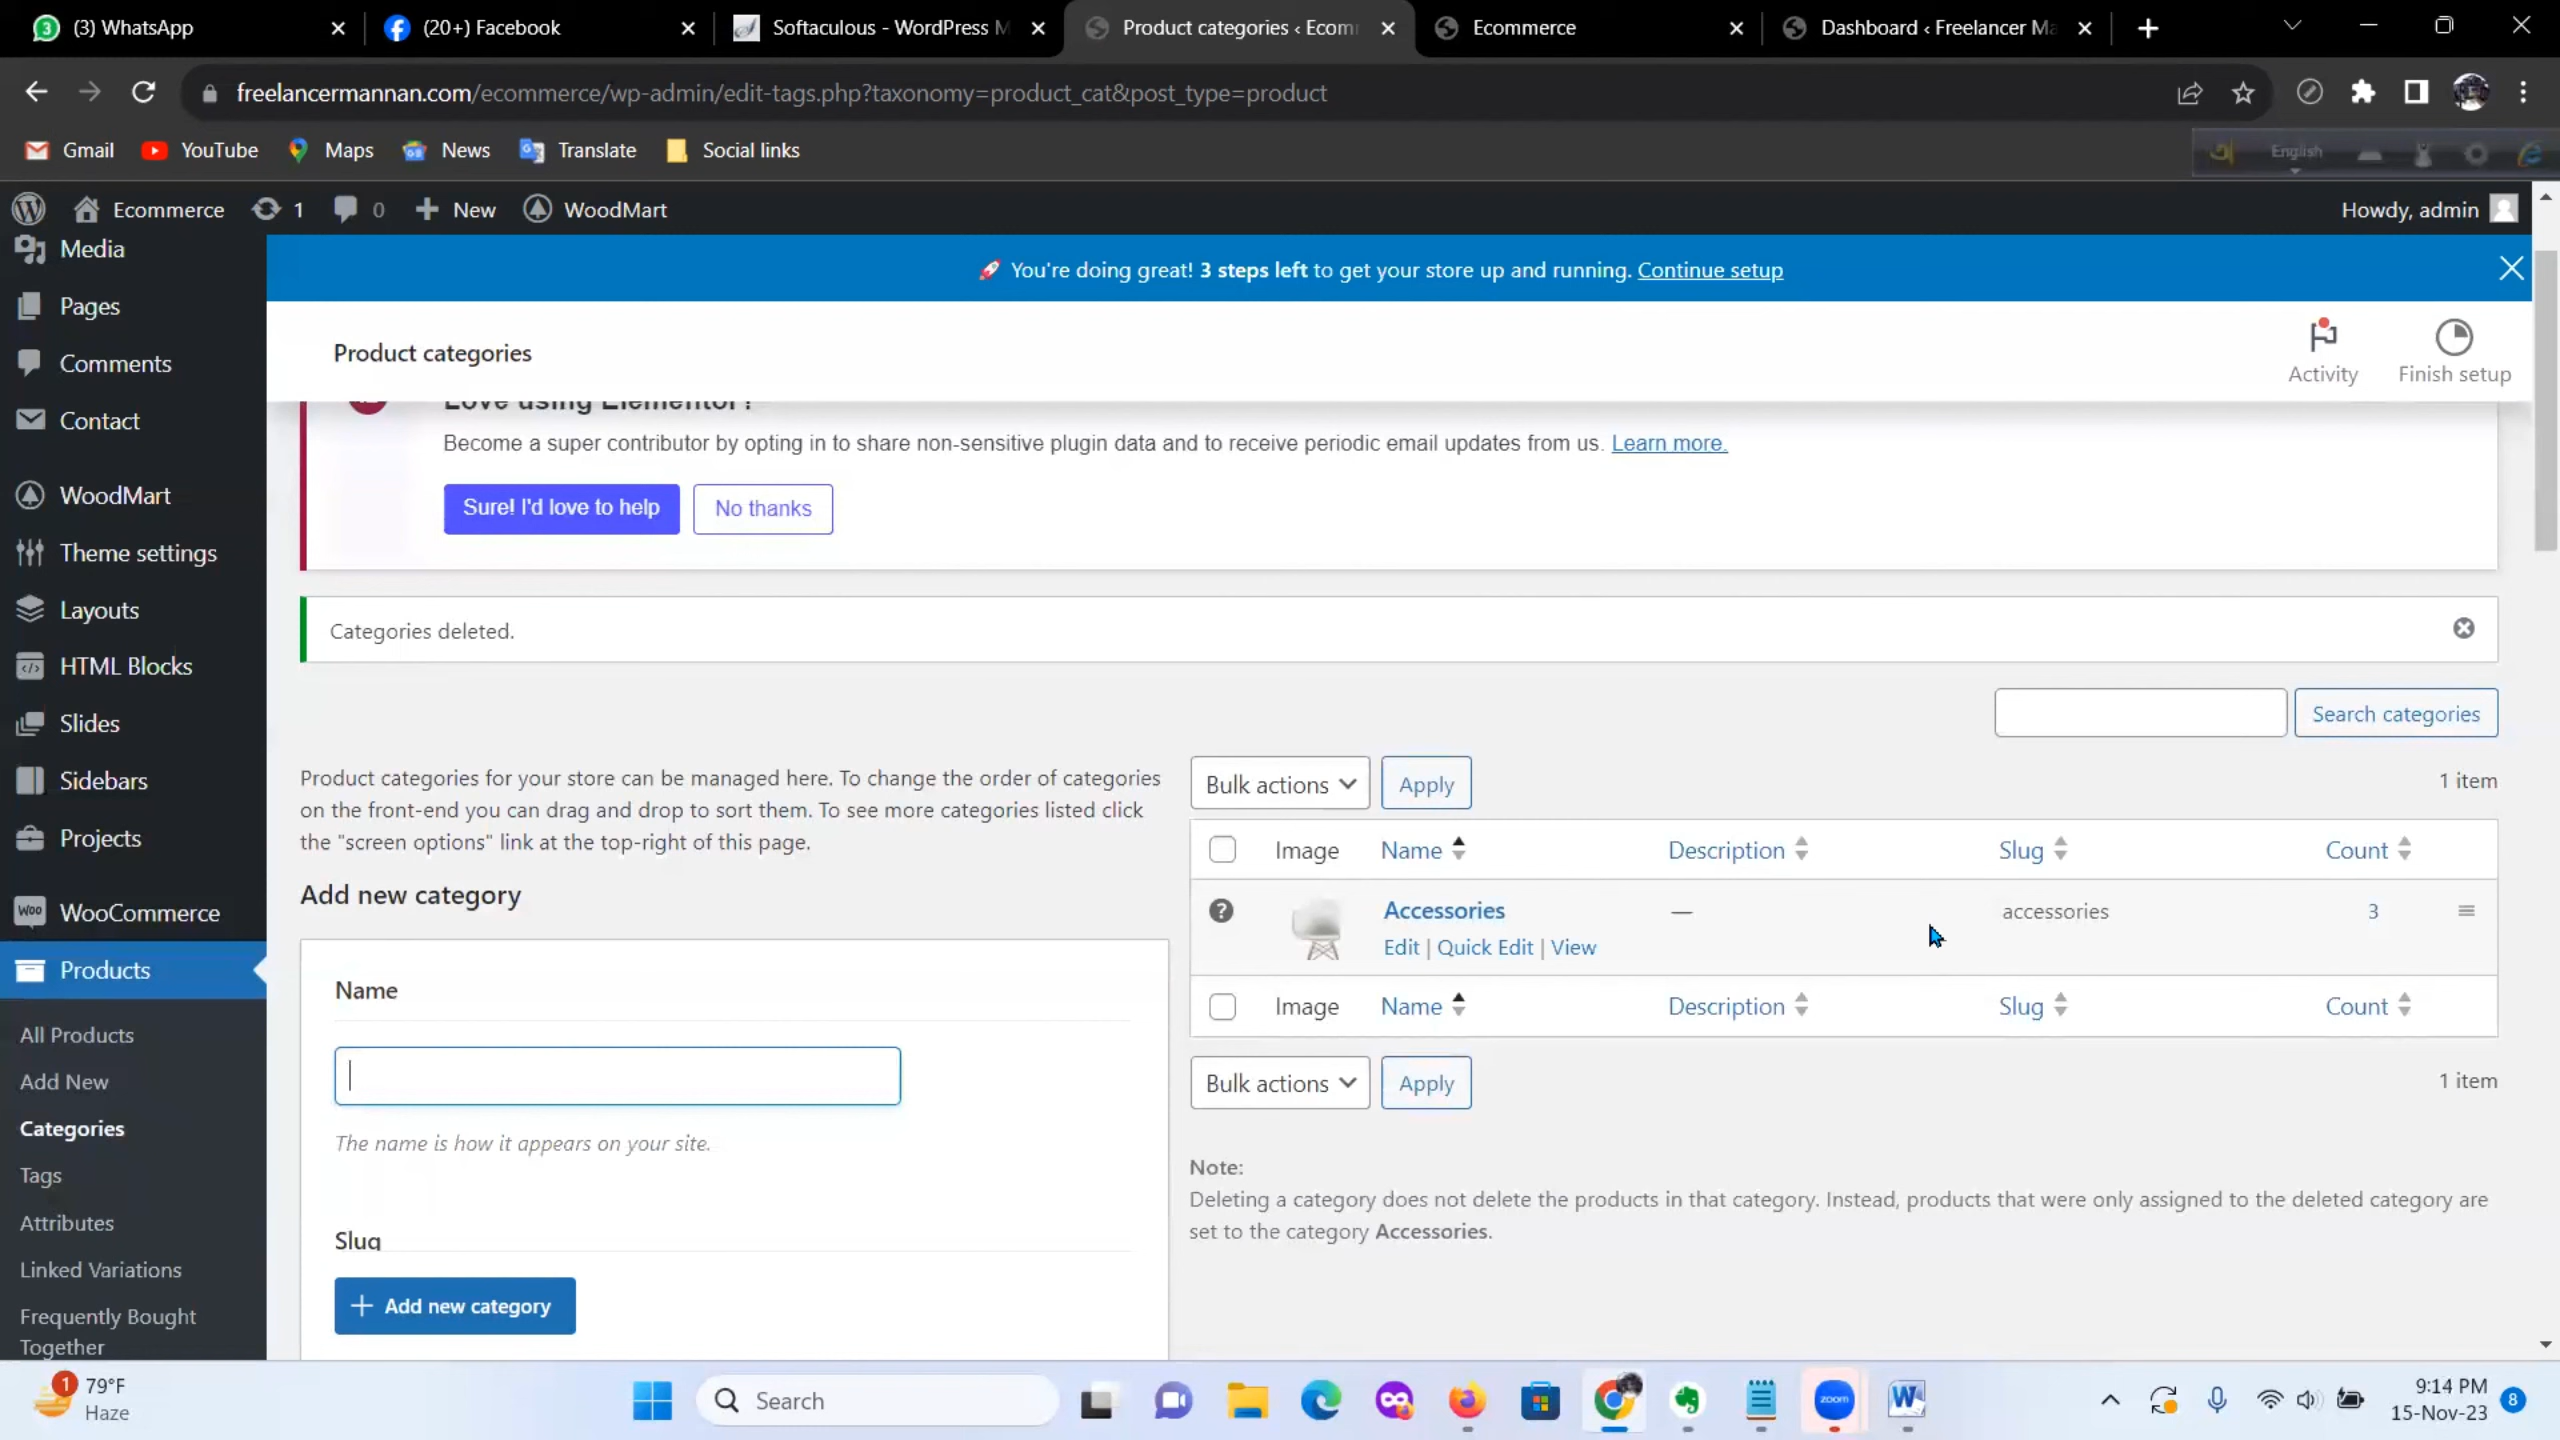 (3) WhatsApp
(20+) Facebook
Softaculous - WordPress M
Product categories ‹ Ecom
Ecommerce
Dashboard ‹ Freelancer Ma
freelancermannan.com/ecommerce/wp-admin/edit-tags.php?taxonomy=product_cat&post_type=product
Gmail
YouTube
Maps
News
Translate
Social links
English
Ecommerce
1
0
New
WoodMart
Howdy, admin
Media
Pages
Comments
Contact
WoodMart
Theme settings
Layouts
HTML Blocks
Slides
Sidebars
Projects
WooCommerce
Products
All Products
Add New
Categories
Tags
Attributes
Linked Variations
Frequently Bought
Together
🚀 You're doing great! 3 steps left to get your store up and running. Continue setup
Product categories
Activity
Finish setup
Love using Elementor?
Become a super contributor by opting in to share non-sensitive plugin data and to receive periodic email updates from us. Learn more.
Sure! I'd love to help
No thanks
Categories deleted.
Search categories
Product categories for your store can be managed here. To change the order of categories
on the front-end you can drag and drop to sort them. To see more categories listed click
the "screen options" link at the top-right of this page.
Add new category
Name
The name is how it appears on your site.
Slug
Add new category
Bulk actions
Apply
1 item
Image Name Description Slug Count
Accessories — accessories 3
Edit | Quick Edit | View
Image Name Description Slug Count
Bulk actions
Apply
1 item
Note:
Deleting a category does not delete the products in that category. Instead, products that were only assigned to the deleted category are
set to the category Accessories.
1
79°F
Haze
Search
zoom
9:14 PM
15-Nov-23
8